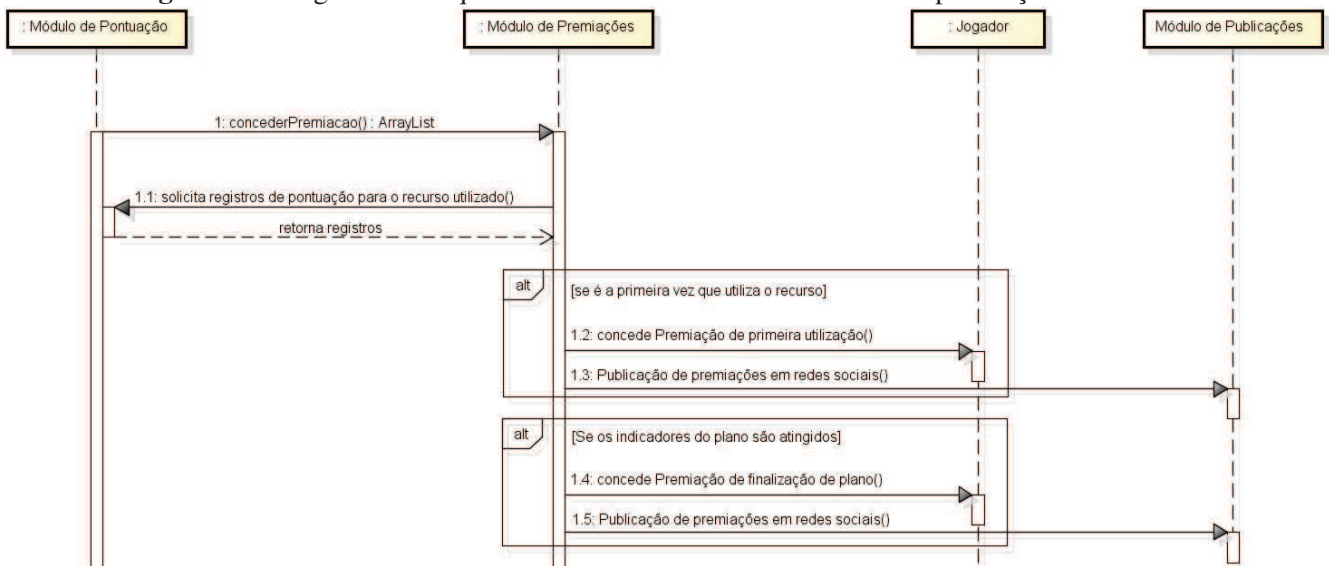 : Módulo de Pontuação
: Módulo de Premiações
: Jogador
Módulo de Publicações
1: concederPremiacao() : ArrayList
1.1: solicita registros de pontuação para o recurso utilizado()
retorna registros
alt
[se é a primeira vez que utiliza o recurso]
1.2: concede Premiação de primeira utilização()
1.3: Publicação de premiações em redes sociais()
alt
[Se os indicadores do plano são atingidos]
1.4: concede Premiação de finalização de plano()
1.5: Publicação de premiações em redes sociais()